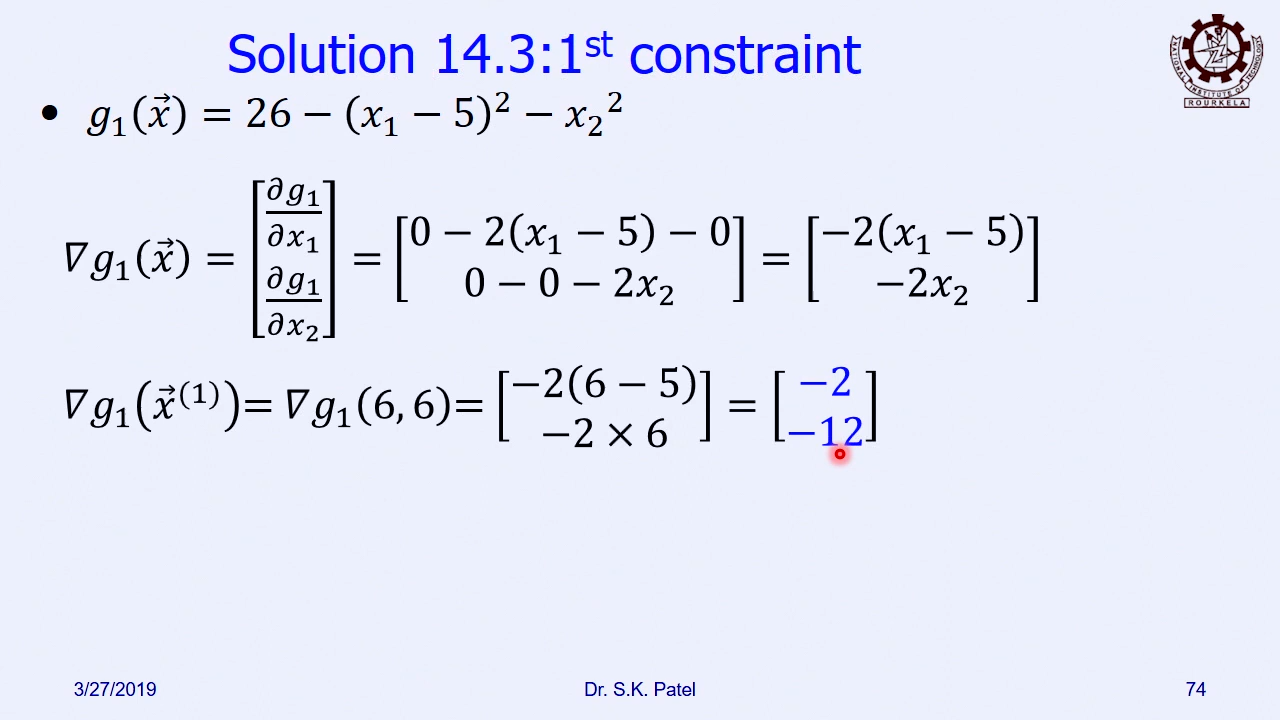 Solution 14.3:1st constraint
• g₁(x⃗) = 26 − (x₁ − 5)² − x₂²
∇g₁(x⃗) = [∂g₁/∂x₁ ; ∂g₁/∂x₂] = [0 − 2(x₁ − 5) − 0 ; 0 − 0 − 2x₂] = [−2(x₁ − 5) ; −2x₂]
∇g₁(x⃗⁽¹⁾)= ∇g₁(6, 6)= [−2(6 − 5) ; −2 × 6] = [−2 ; −12]
ROURKELA
3/27/2019 Dr. S.K. Patel 74